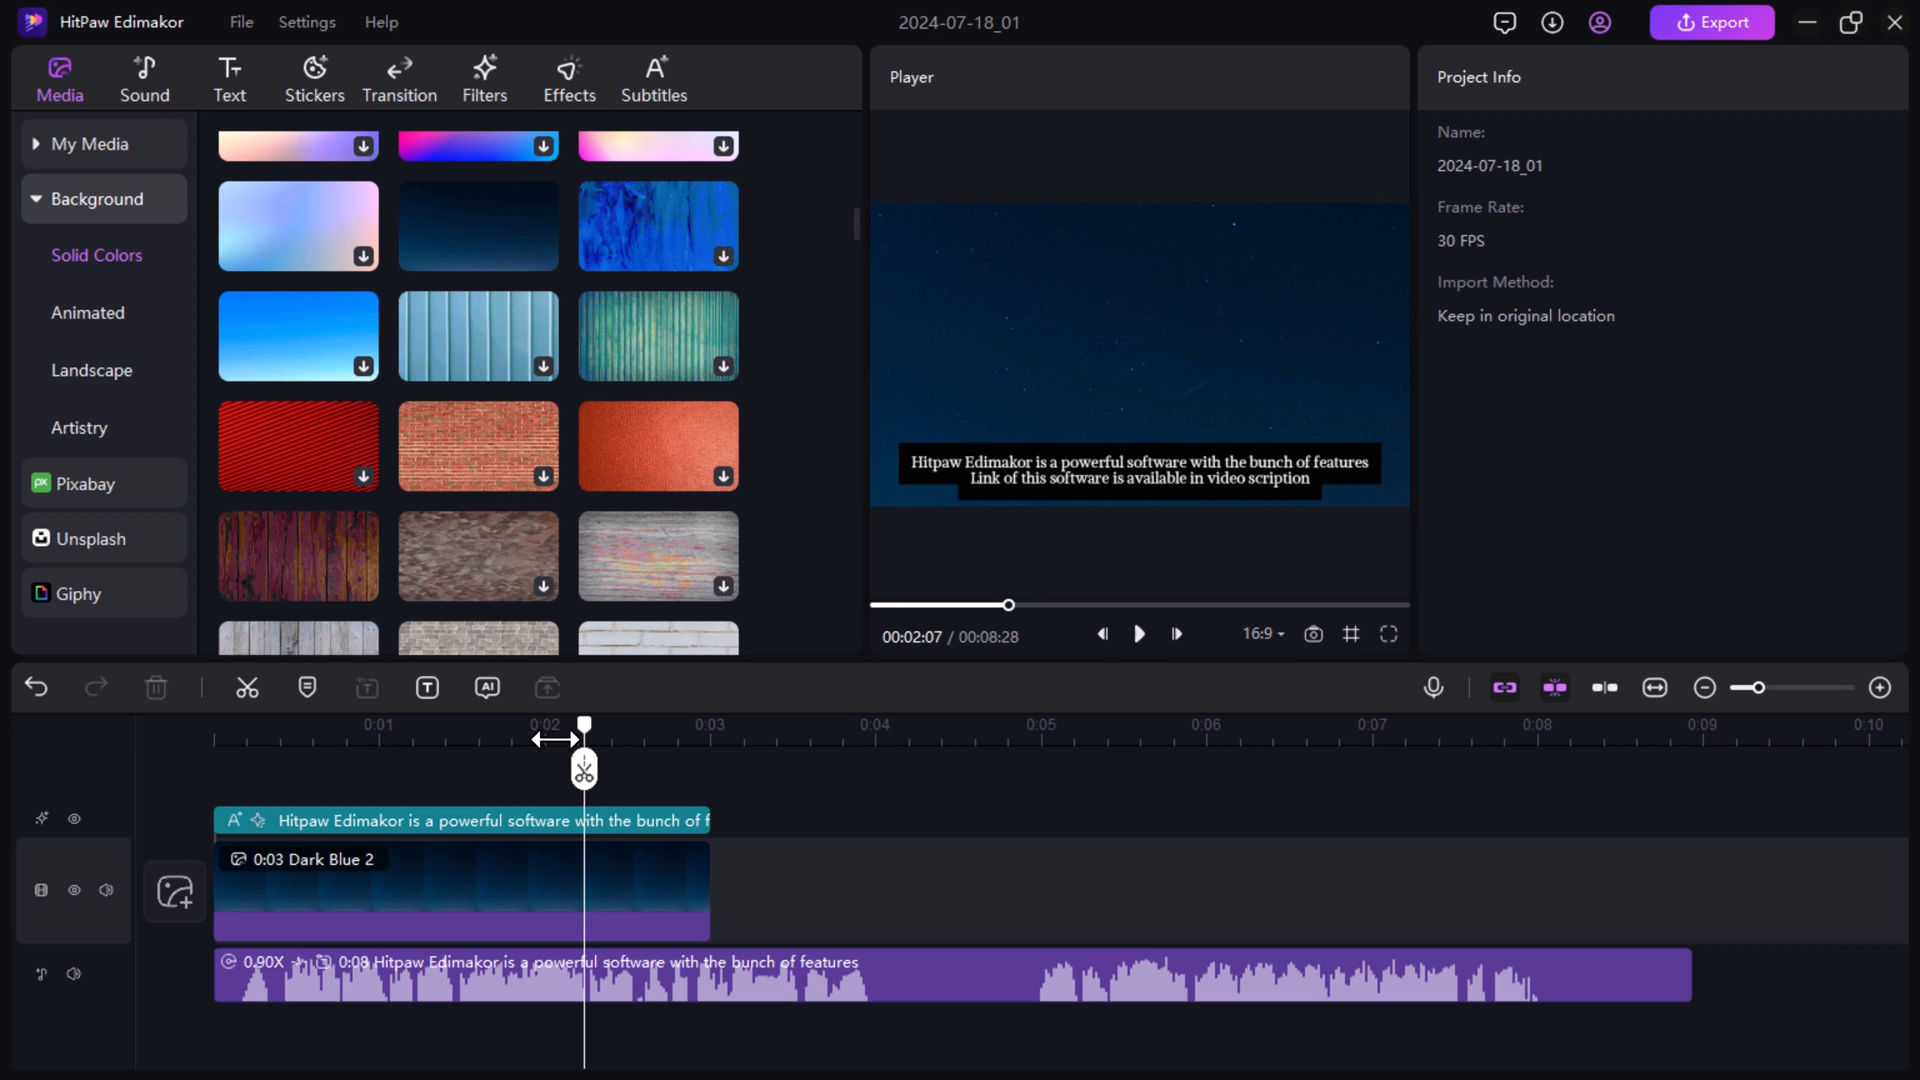 HitPaw Edimakor
File
Settings
Help
2024-07-18_01
Export
Media
Sound
Text
Stickers
Transition
Filters
Effects
Subtitles
My Media
Background
Solid Colors
Animated
Landscape
Artistry
Pixabay
Unsplash
Giphy
Player
Hitpaw Edimakor is a powerful software with the bunch of features
Link of this software is available in video scription
00:02:07 / 00:08:28
16:9
Project Info
Name:
2024-07-18_01
Frame Rate:
30 FPS
Import Method:
Keep in original location
AI
0:01 0:02 0:03 0:04 0:05 0:06 0:07 0:08 0:09 0:10
Hitpaw Edimakor is a powerful software with the bunch of f
0:03 Dark Blue 2
0.90X 0:08 Hitpaw Edimakor is a powerful software with the bunch of features